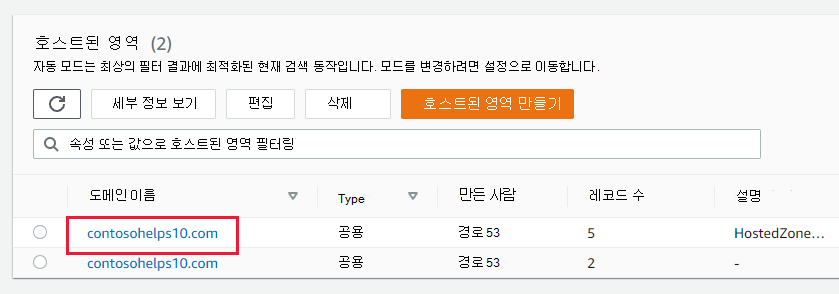 호스트된 영역 (2)
자동 모드는 최상의 필터 결과에 최적화된 현재 검색 동작입니다. 모드를 변경하려면 설정으로 이동합니다.
세부 정보 보기 편집 삭제 호스트된 영역 만들기
속성 또는 값으로 호스트된 영역 필터링
도메인 이름 Type 만든 사람 레코드 수 설명
contosohelps10.com 공용 경로 53 5 HostedZone...
contosohelps10.com 공용 경로 53 2 -